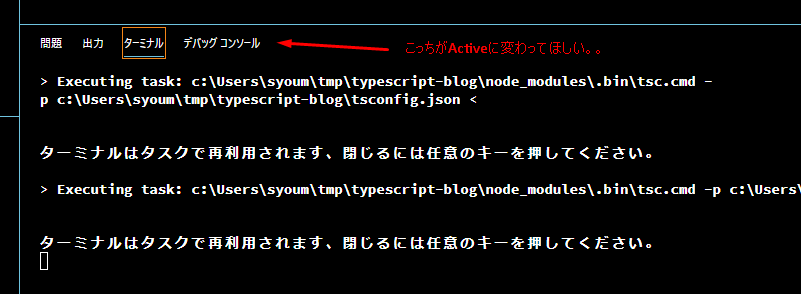 問題 出力 ターミナル デバッグ コンソール
こっちがActiveに変わってほしい。。
> Executing task: c:\Users\syoum\tmp\typescript-blog\node_modules\.bin\tsc.cmd -
p c:\Users\syoum\tmp\typescript-blog\tsconfig.json <
ターミナルはタスクで再利用されます、閉じるには任意のキーを押してください。
> Executing task: c:\Users\syoum\tmp\typescript-blog\node_modules\.bin\tsc.cmd -p c:\Users\
ターミナルはタスクで再利用されます、閉じるには任意のキーを押してください。